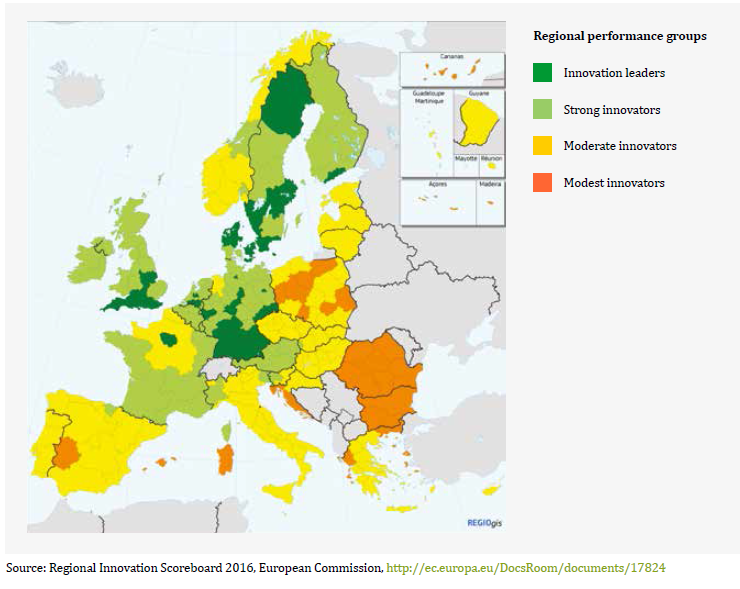 Regional performance groups
Innovation leaders
Strong innovators
Moderate innovators
Modest innovators
Canarias
Guadeloupe
Martinique
Guyane
Mayotte
Réunion
Açores
Madeira
REGIOgis
Source: Regional Innovation Scoreboard 2016, European Commission, http://ec.europa.eu/DocsRoom/documents/17824